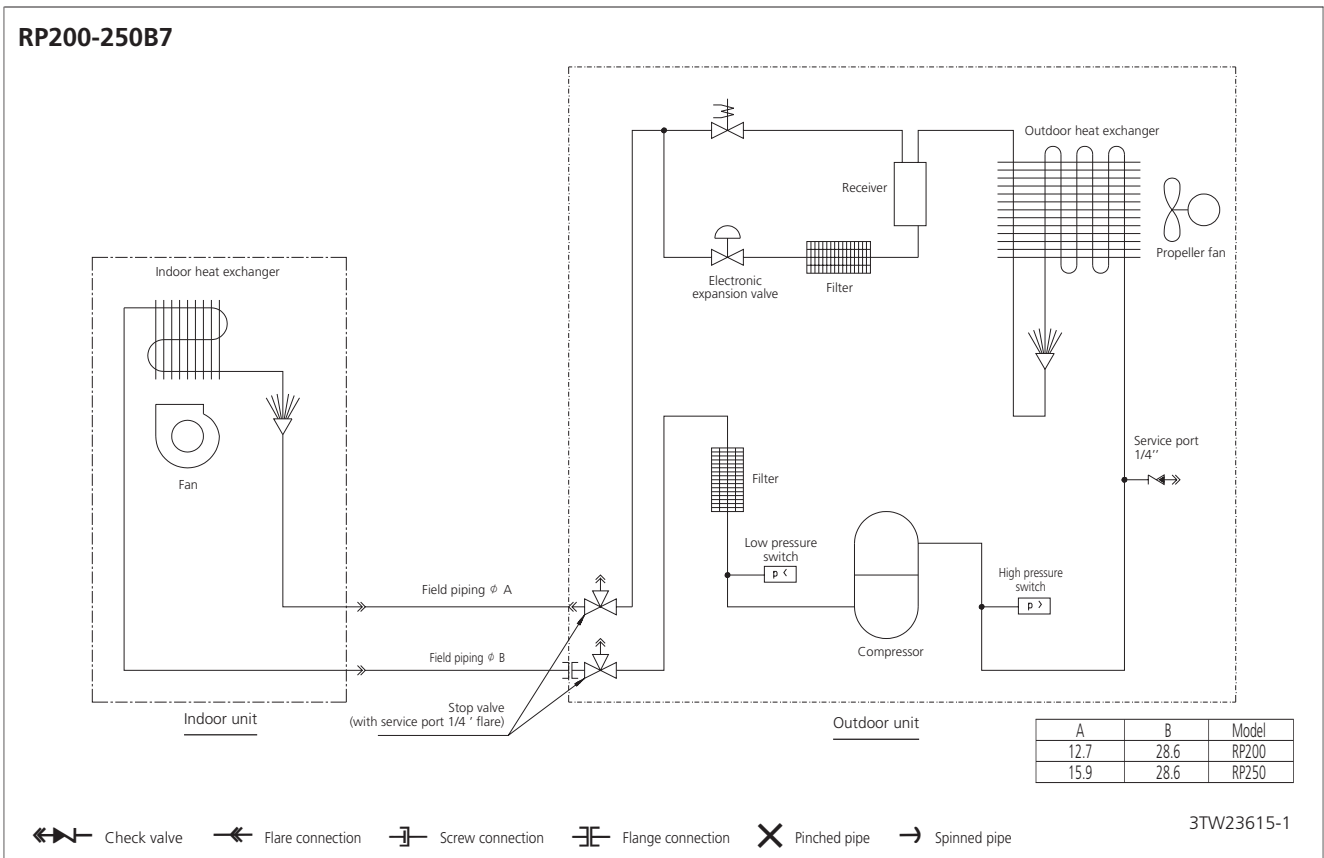 RP200-250B7
Outdoor heat exchanger
Receiver
Propeller fan
Electronic
expansion valve
Filter
Indoor heat exchanger
Fan
Service port
1/4’’
Filter
Low pressure
switch
p <
High pressure
switch
p >
Compressor
Field piping ϕ A
Field piping ϕ B
Stop valve
(with service port 1/4 ’ flare)
Indoor unit
Outdoor unit
A B Model
12.7 28.6 RP200
15.9 28.6 RP250
Check valve Flare connection Screw connection Flange connection Pinched pipe Spinned pipe
3TW23615-1